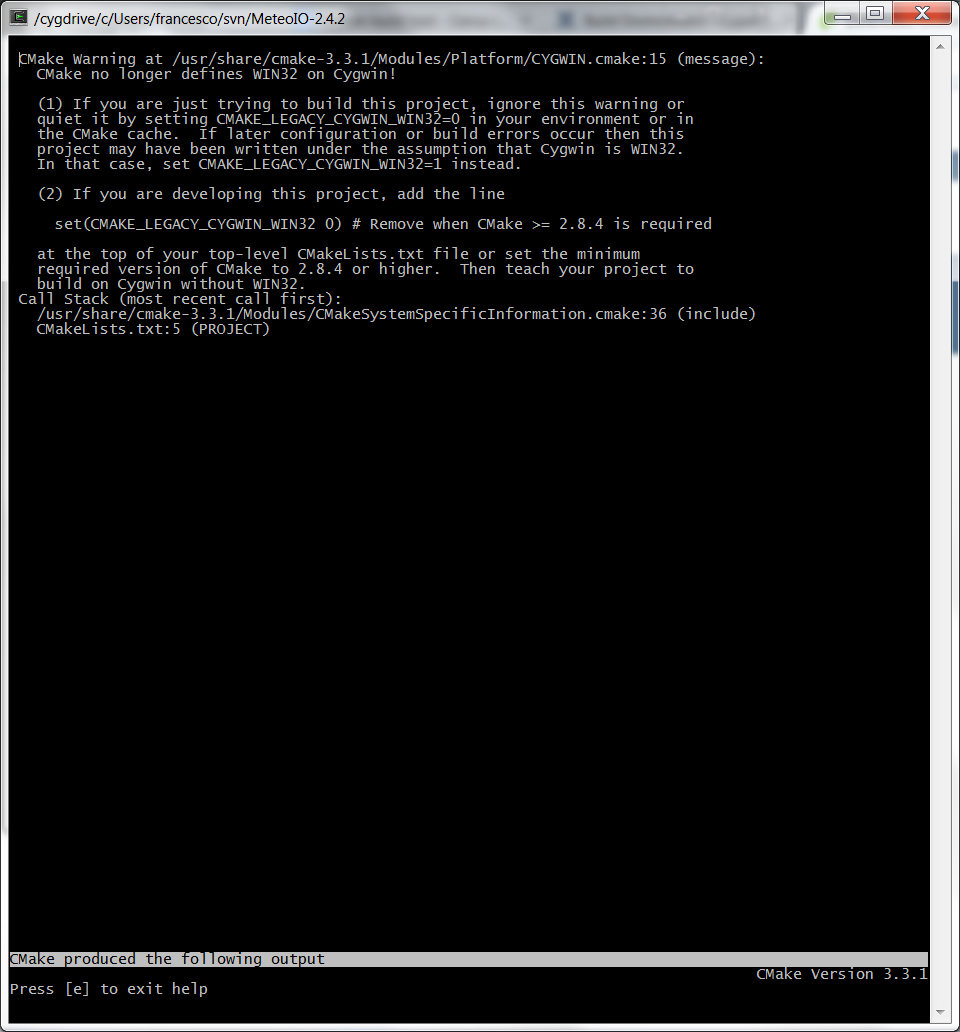 /cygdrive/c/Users/francesco/svn/MeteoIO-2.4.2
CMake Warning at /usr/share/cmake-3.3.1/Modules/Platform/CYGWIN.cmake:15 (message):
CMake no longer defines WIN32 on Cygwin!
(1) If you are just trying to build this project, ignore this warning or
quiet it by setting CMAKE_LEGACY_CYGWIN_WIN32=0 in your environment or in
the CMake cache.  If later configuration or build errors occur then this
project may have been written under the assumption that Cygwin is WIN32.
In that case, set CMAKE_LEGACY_CYGWIN_WIN32=1 instead.
(2) If you are developing this project, add the line
set(CMAKE_LEGACY_CYGWIN_WIN32 0) # Remove when CMake >= 2.8.4 is required
at the top of your top-level CMakeLists.txt file or set the minimum
required version of CMake to 2.8.4 or higher.  Then teach your project to
build on Cygwin without WIN32.
Call Stack (most recent call first):
/usr/share/cmake-3.3.1/Modules/CMakeSystemSpecificInformation.cmake:36 (include)
CMakeLists.txt:5 (PROJECT)
CMake produced the following output
CMake Version 3.3.1
Press [e] to exit help